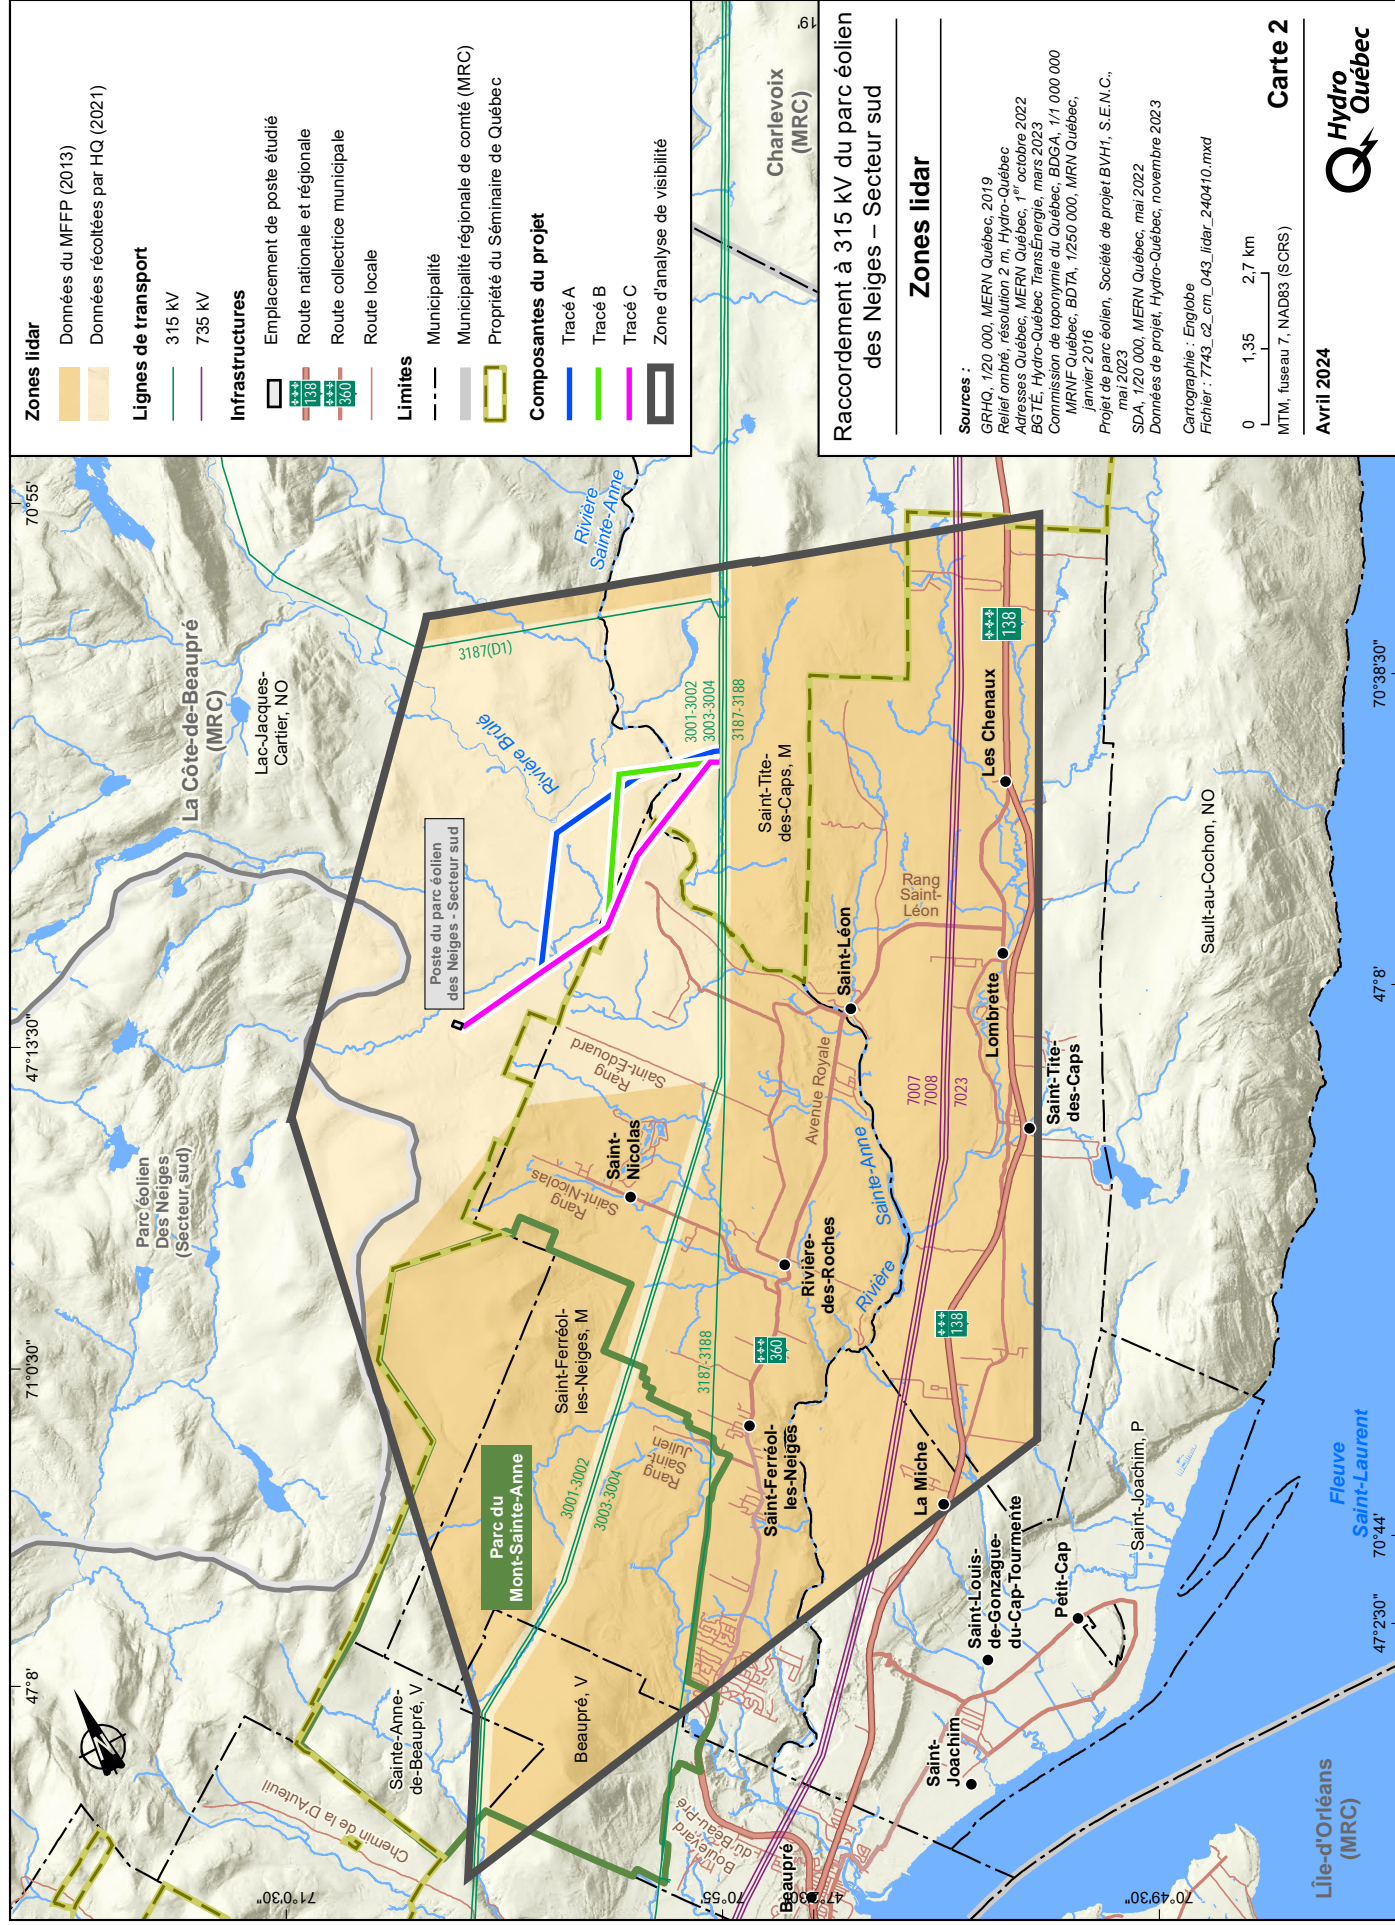 Zones lidar
Données du MFFP (2013)
Données récoltées par HQ (2021)
Lignes de transport
315 kV
735 kV
Infrastructures
Emplacement de poste étudié
138
Route nationale et régionale
360
Route collectrice municipale
Route locale
Limites
Municipalité
Municipalité régionale de comté (MRC)
Propriété du Séminaire de Québec
Composantes du projet
Tracé A
Tracé B
Tracé C
Zone d'analyse de visibilité
Raccordement à 315 kV du parc éolien
des Neiges – Secteur sud
Zones lidar
Sources :
GRHQ, 1/20 000, MERN Québec, 2019
Relief ombré, résolution 2 m, Hydro-Québec
Adresses Québec, MERN Québec, 1er octobre 2022
BGTÉ, Hydro-Québec TransÉnergie, mars 2023
Commission de toponymie du Québec, BDGA, 1/1 000 000
MRNF Québec, BDTA, 1/250 000, MRN Québec,
janvier 2016
Projet de parc éolien, Société de projet BVH1, S.E.N.C.,
mai 2023
SDA, 1/20 000, MERN Québec, mai 2022
Données de projet, Hydro-Québec, novembre 2023
Cartographie : Englobe
Fichier : 7743_c2_cm_043_lidar_240410.mxd
0 1,35 2,7 km
MTM, fuseau 7, NAD83 (SCRS)
Avril 2024
Carte 2
Hydro
Québec
47°8'
71°0'30"
47°13'30"
70°55'
La Côte-de-Beaupré
(MRC)
Lac-Jacques-
Cartier, NO
Parc éolien
Des Neiges
(Secteur sud)
Charlevoix
(MRC)
19'
Rivière
Sainte-Anne
Rivière Brûlé
3187(D1)
Poste du parc éolien
des Neiges - Secteur sud
3001-3002
3003-3004
3187-3188
Saint-Tite-
des-Caps, M
Sainte-Anne-
de-Beaupré, V
Chemin de la D'Auteuil
Parc du
Mont-Sainte-Anne
Saint-Ferréol-
les-Neiges, M
Rang
Saint-Nicolas
Saint-
Nicolas
Rang
Saint-Édouard
3001-3002
3003-3004
Beaupré, V
Rang
Saint-
Julien
3187-3188
360
Saint-Ferréol-
les-Neiges
Rivière-
des-Roches
Avenue Royale
Saint-Léon
Rang
Saint-
Léon
Rivière
Sainte-Anne
7007
7008
7023
138
Les Chenaux
Lombrette
138
Saint-Tite-
des-Caps
La Miche
Sault-au-Cochon, NO
Boulevard
du Beau-Pré
Beaupré
Saint-
Joachim
Saint-Louis-
de-Gonzague-
du-Cap-Tourmente
Petit-Cap
Saint-Joachim, P
Fleuve
Saint-Laurent
L'Île-d'Orléans
(MRC)
71°0'30"
70°55'
70°49'30"
47°2'30"
70°44'
47°8'
70°38'30"